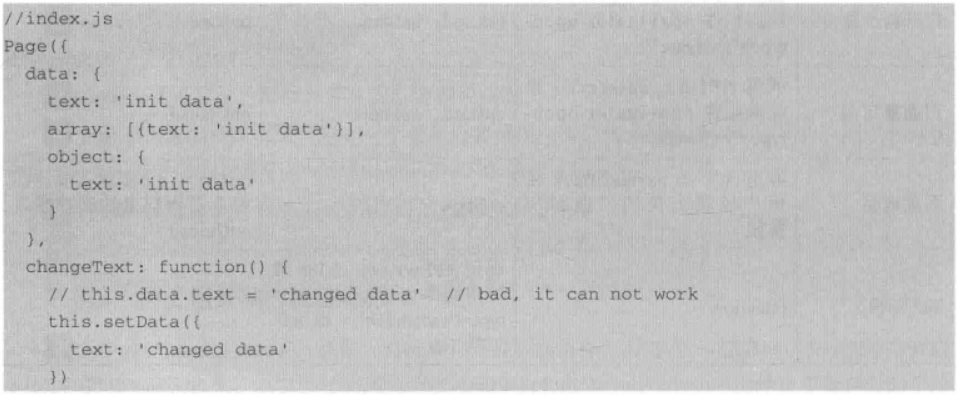 //index.js
Page({
  data: {
    text: 'init data',
    array: [{text: 'init data'}],
    object: {
      text: 'init data'
    }
  },
  changeText: function() {
    // this.data.text = 'changed data'  // bad, it can not work
    this.setData({
      text: 'changed data'
    })